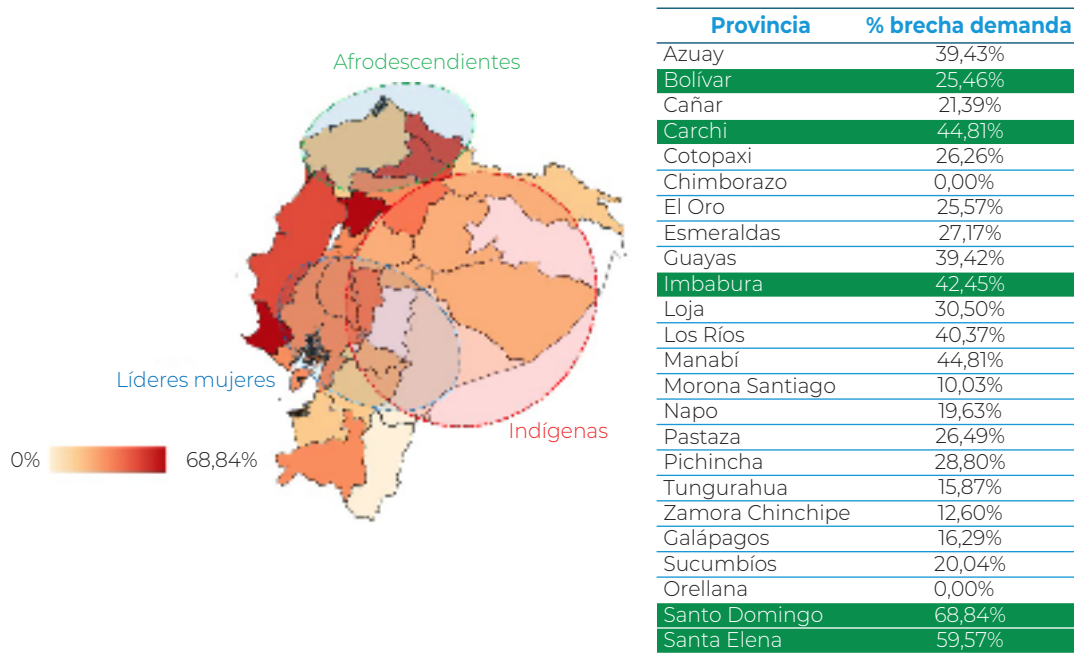 Afrodescendientes
Líderes mujeres
Indígenas
0% 68,84%
Provincia % brecha demanda
Azuay 39,43%
Bolívar 25,46%
Cañar 21,39%
Carchi 44,81%
Cotopaxi 26,26%
Chimborazo 0,00%
El Oro 25,57%
Esmeraldas 27,17%
Guayas 39,42%
Imbabura 42,45%
Loja 30,50%
Los Ríos 40,37%
Manabí 44,81%
Morona Santiago 10,03%
Napo 19,63%
Pastaza 26,49%
Pichincha 28,80%
Tungurahua 15,87%
Zamora Chinchipe 12,60%
Galápagos 16,29%
Sucumbíos 20,04%
Orellana 0,00%
Santo Domingo 68,84%
Santa Elena 59,57%